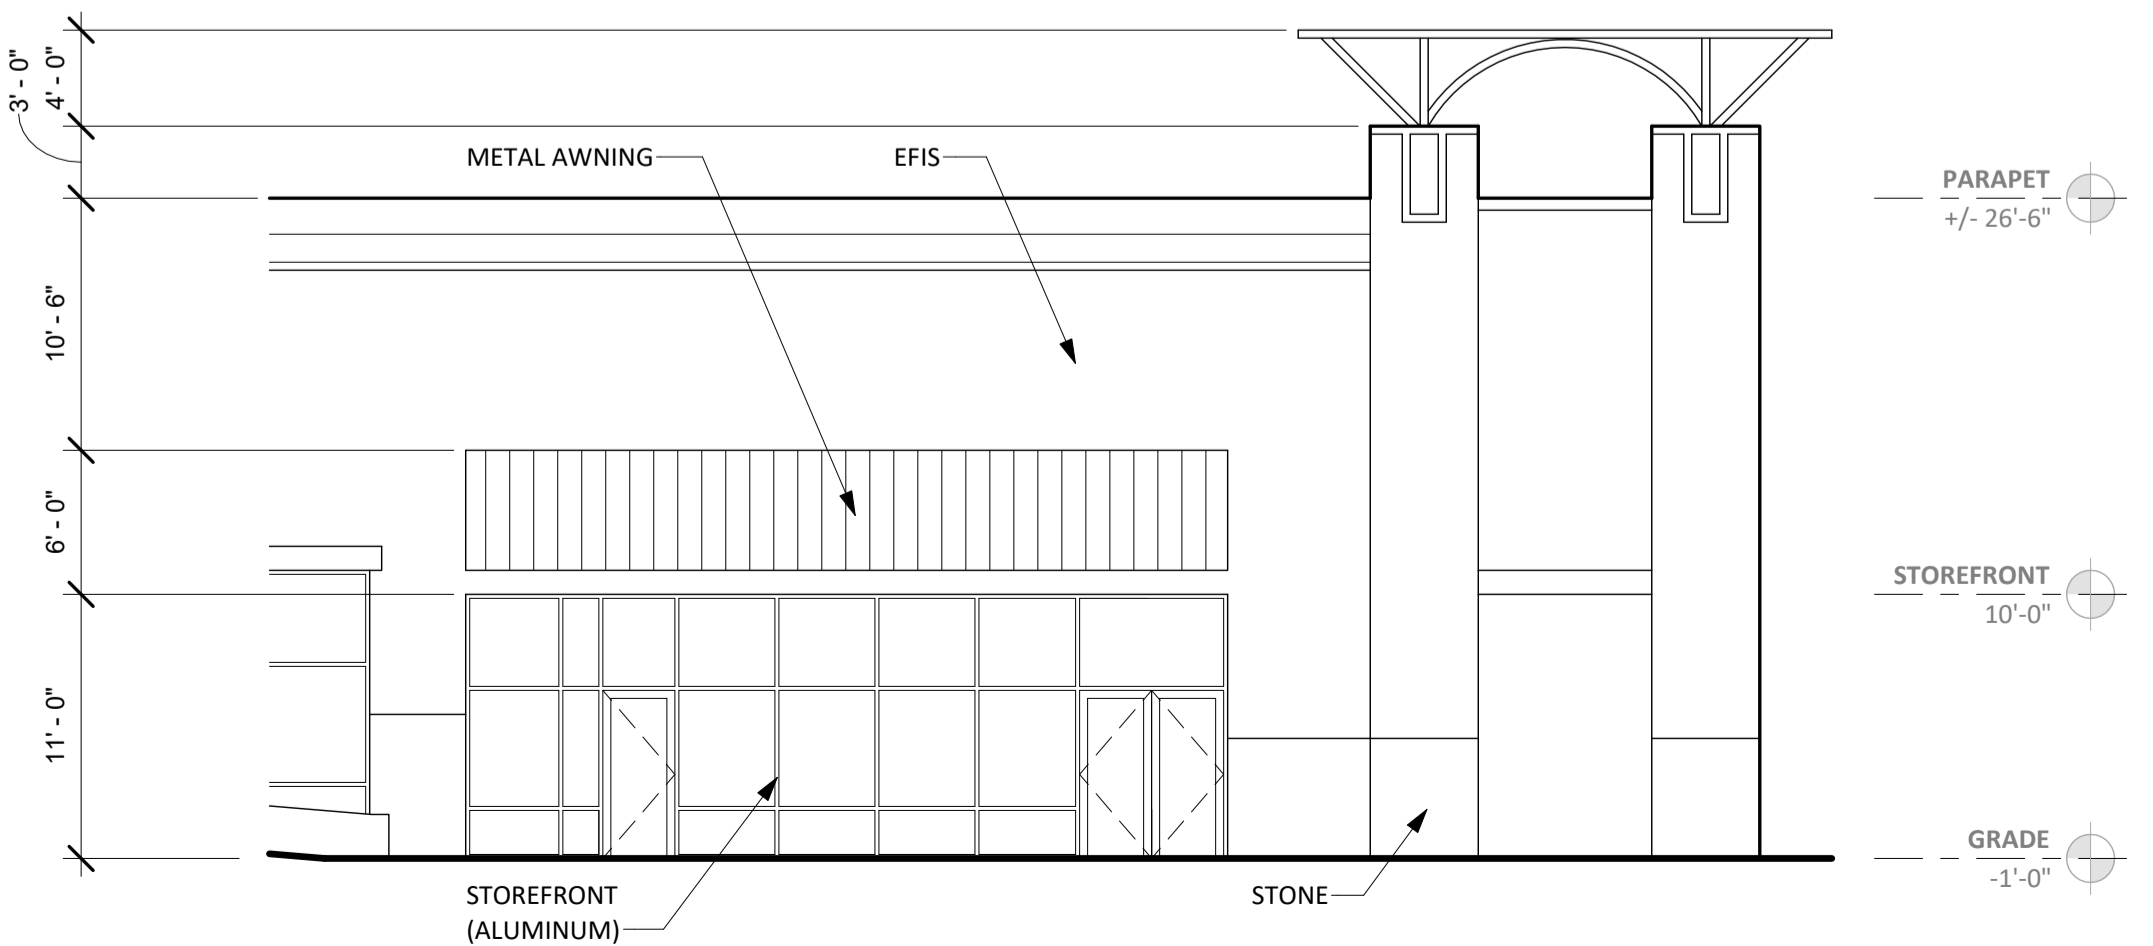 3' - 0"
4' - 0"
METAL AWNING
EFIS
PARAPET
+/- 26'-6"
10' - 6"
6' - 0"
STOREFRONT
10'-0"
11' - 0"
GRADE
-1'-0"
STOREFRONT
(ALUMINUM)
STONE